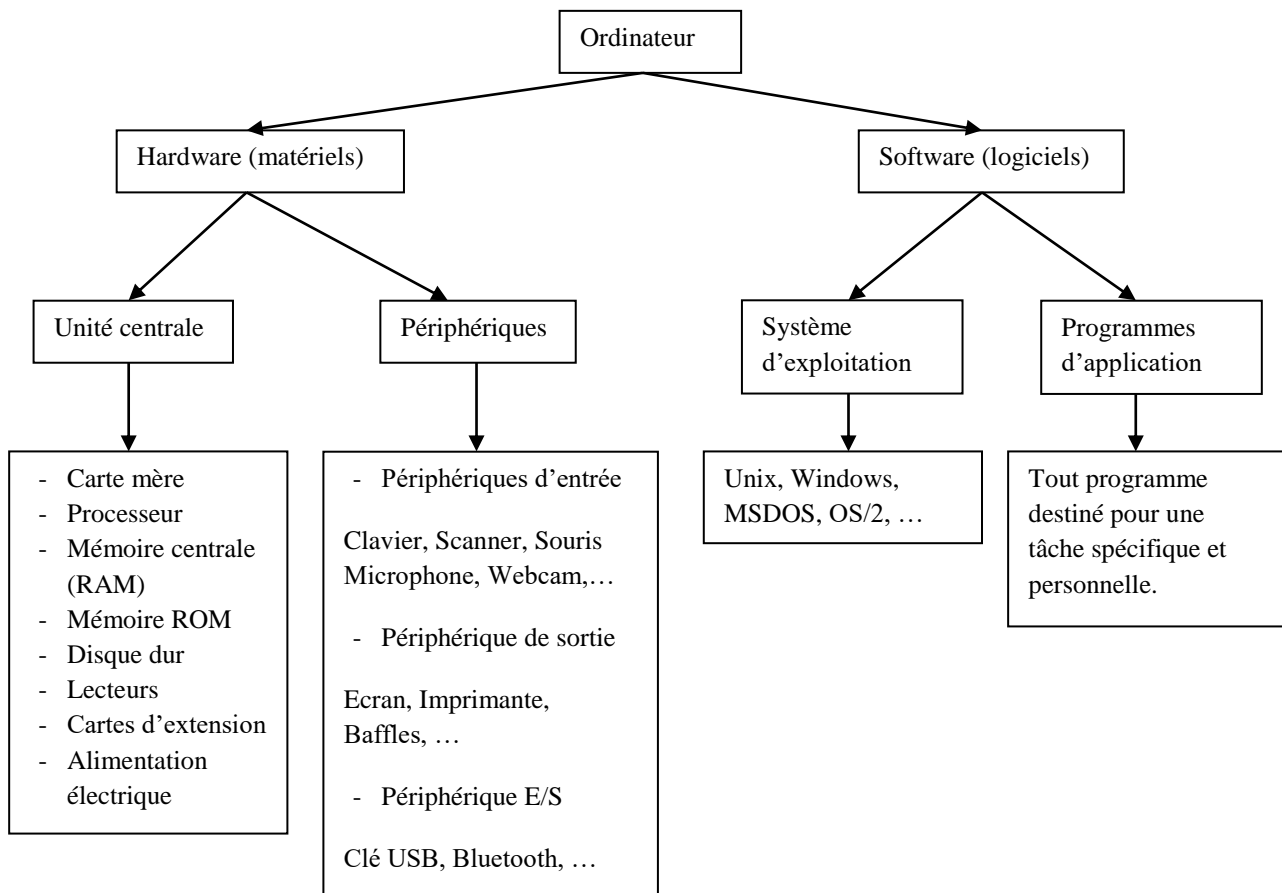 Ordinateur
Hardware (matériels)
Software (logiciels)
Unité centrale
Périphériques
Système
d’exploitation
Programmes
d’application
- Carte mère
- Processeur
- Mémoire centrale
(RAM)
- Mémoire ROM
- Disque dur
- Lecteurs
- Cartes d’extension
- Alimentation
électrique
- Périphériques d’entrée
Clavier, Scanner, Souris
Microphone, Webcam,…
- Périphérique de sortie
Ecran, Imprimante,
Baffles, …
- Périphérique E/S
Clé USB, Bluetooth, …
Unix, Windows,
MSDOS, OS/2, …
Tout programme
destiné pour une
tâche spécifique et
personnelle.